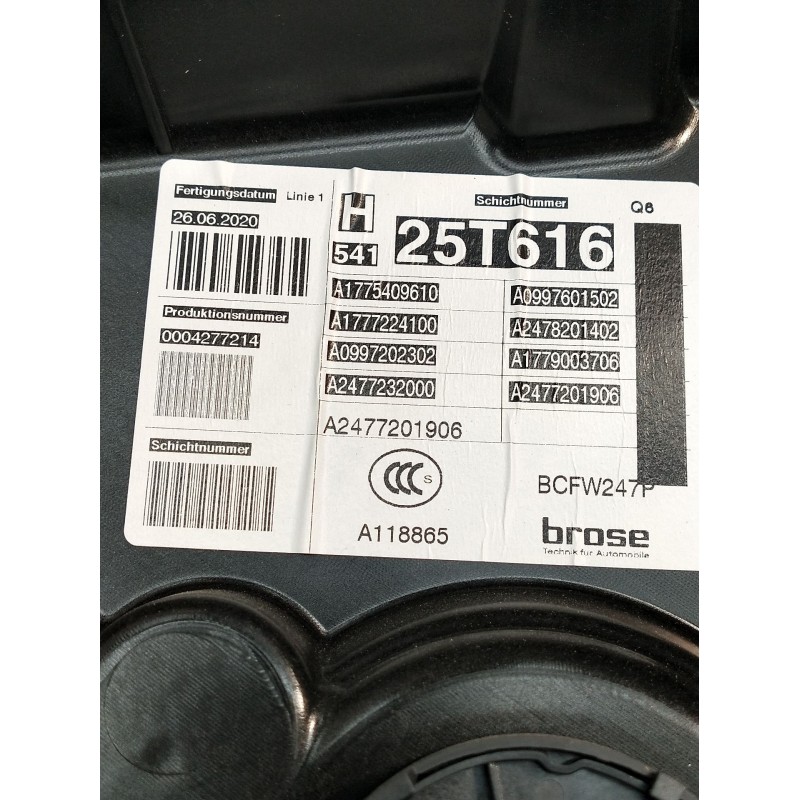 Fertigungsdatum Linie 1
26.06.2020
Produktionsnummer
0004277214
Schichtnummer
H
541
Schichtnummer
25T616
Q8
A1775409610 A0997601502
A1777224100 A2478201402
A0997202302 A1779003706
A2477232000 A2477201906
A2477201906
CCC S
A118865
BCFW247P
brose
Technik für Automobile